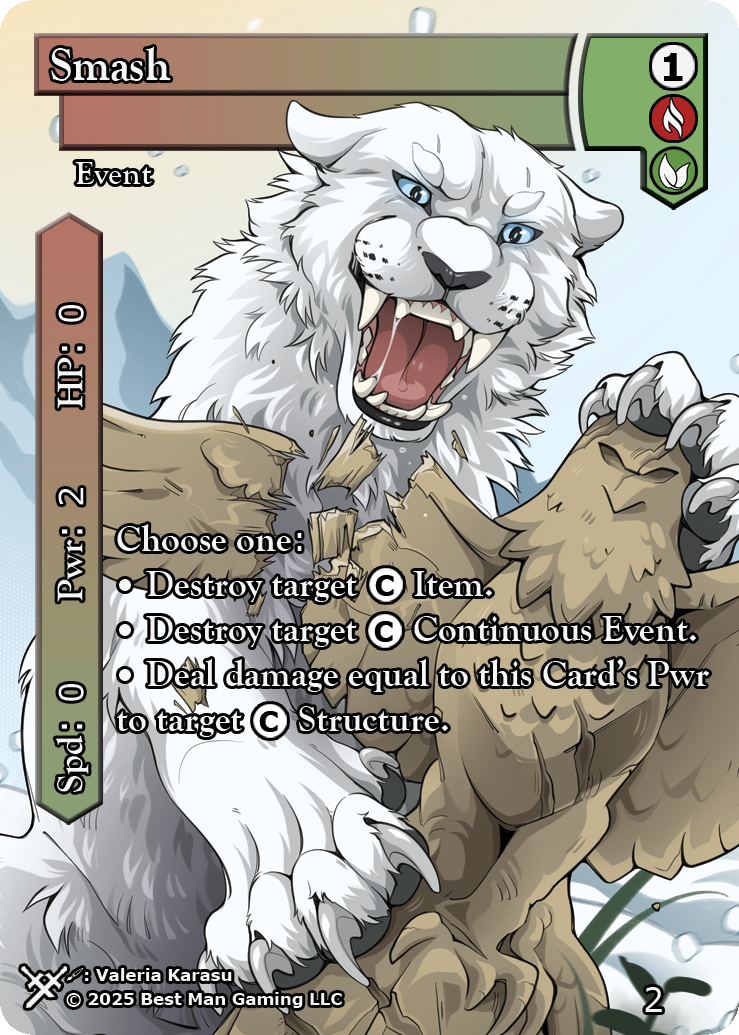 Smash
1
Event
HP: 0
Pwr: 2
Spd: 0
Choose one:
• Destroy target C Item.
• Destroy target C Continuous Event.
• Deal damage equal to this Card's Pwr
to target C Structure.
: Valeria Karasu
© 2025 Best Man Gaming LLC
2